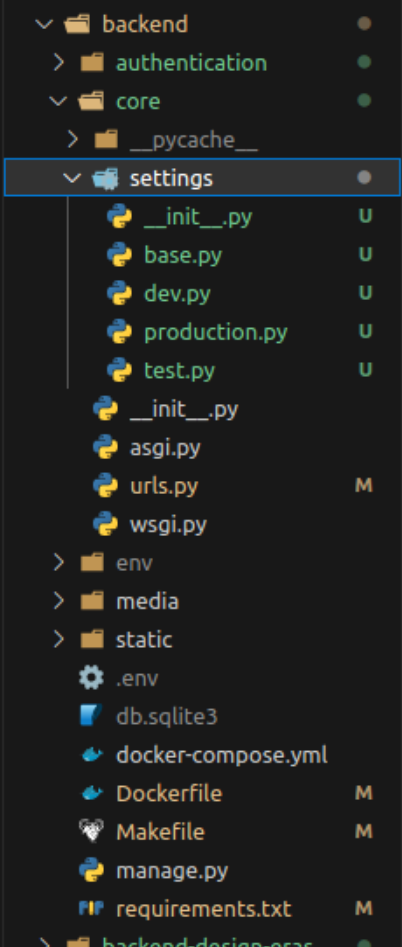 backend
authentication
core
__pycache__
settings
__init__.py U
base.py U
dev.py U
production.py U
test.py U
__init__.py
asgi.py
urls.py M
wsgi.py
env
media
static
.env
db.sqlite3
docker-compose.yml
Dockerfile M
Makefile M
manage.py
requirements.txt M